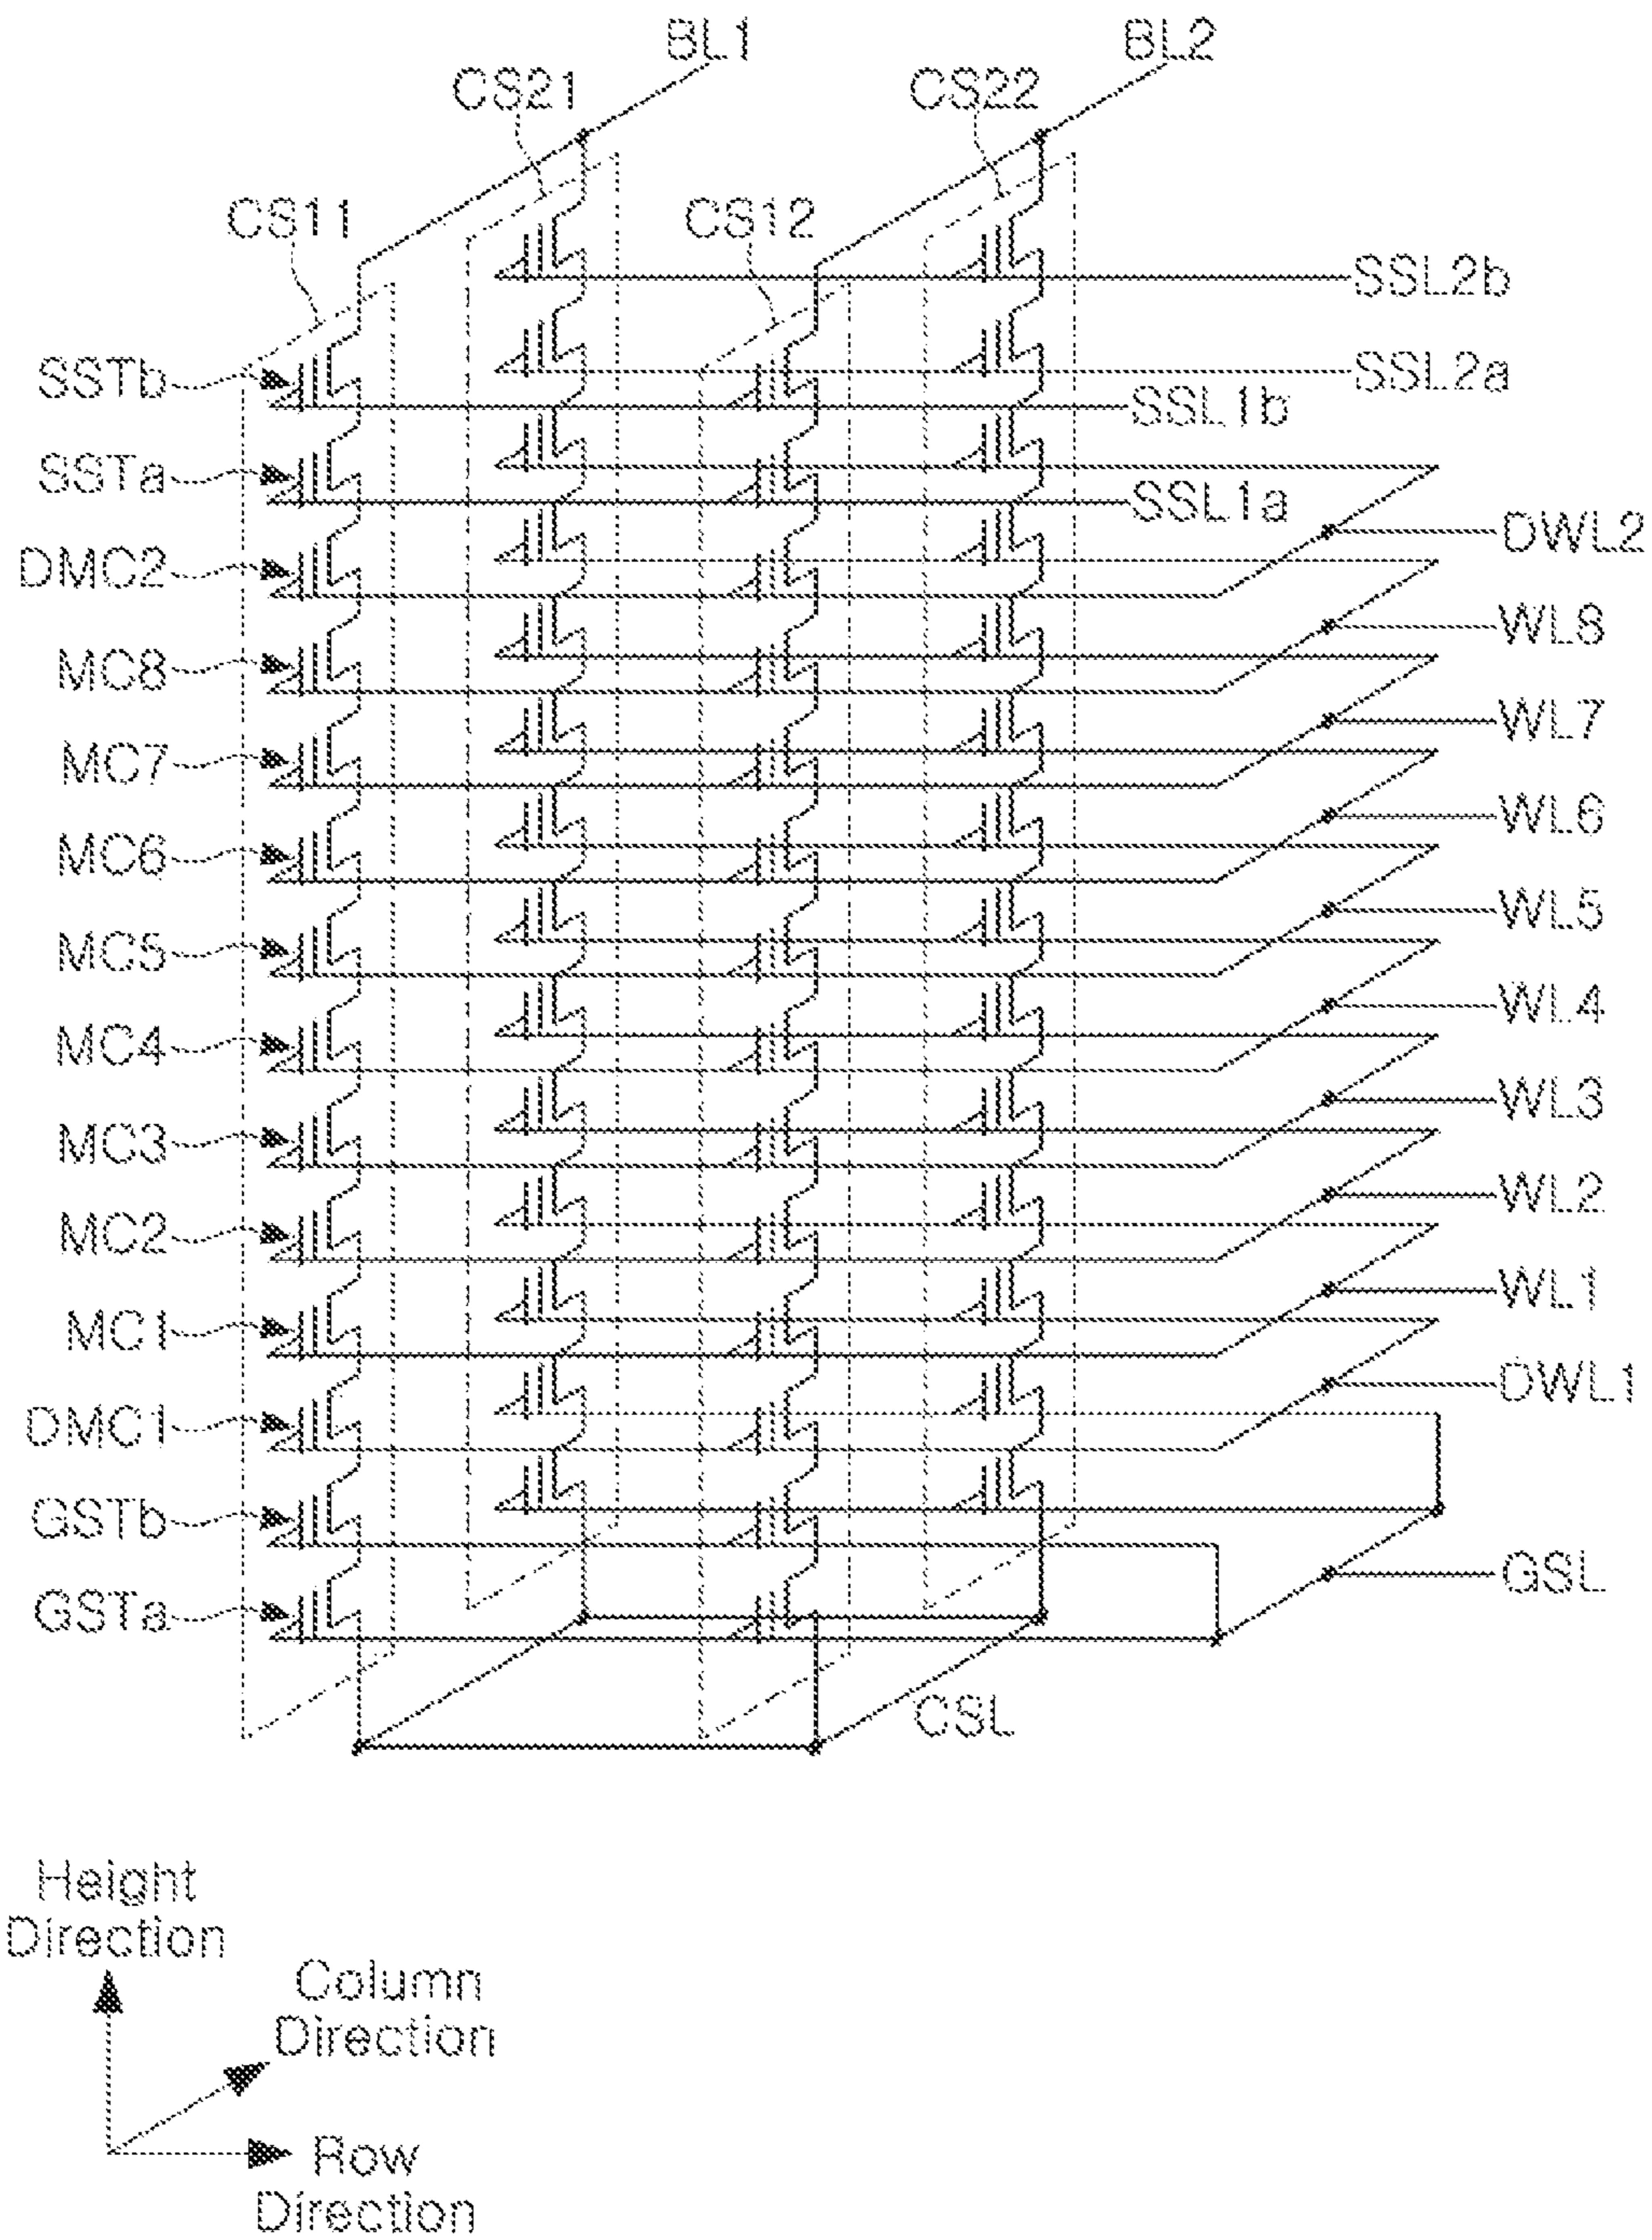 BL1
BL2
CS21
CS22
CS11
CS12
SSL2b
SSTb
SSL2a
SSL1b
SSTa
SSL1a
DWL2
DMC2
WL8
MC8
WL7
MC7
WL6
MC6
WL5
MC5
WL4
MC4
WL3
MC3
WL2
MC2
WL1
MC1
DWL1
DMC1
GSTb
GSL
GSTa
CSL
Height
Direction
Column
Direction
Row
Direction